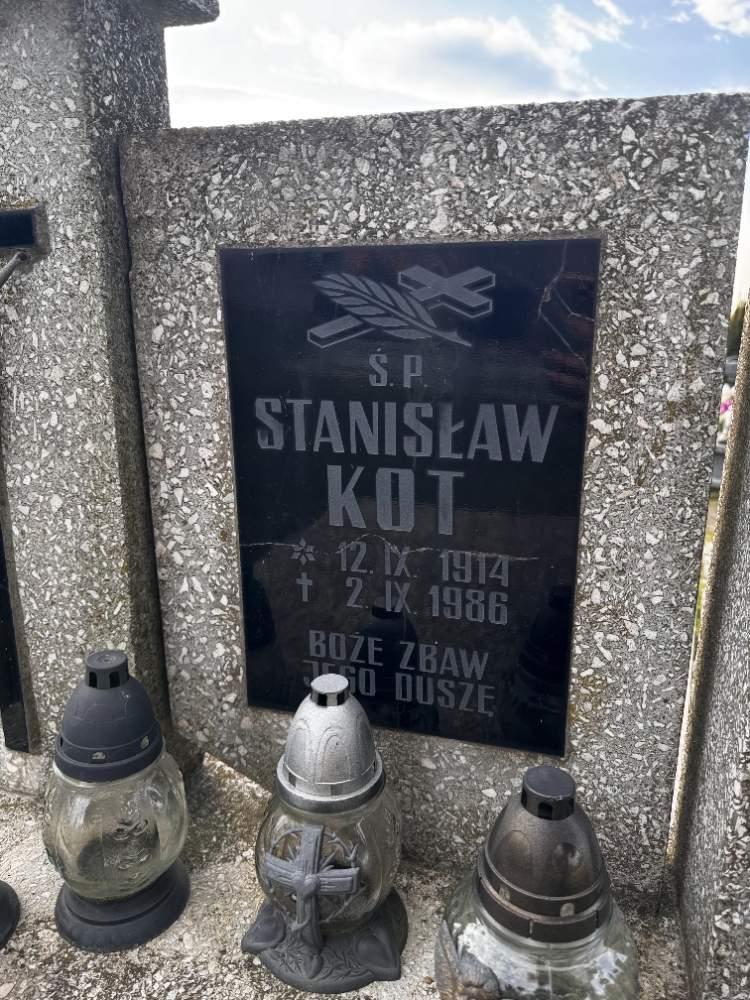 Ś. P.
STANISŁAW
KOT
* 12. IX. 1914
† 2. IX. 1986
BOŻE ZBAW
JEGO DUSZĘ